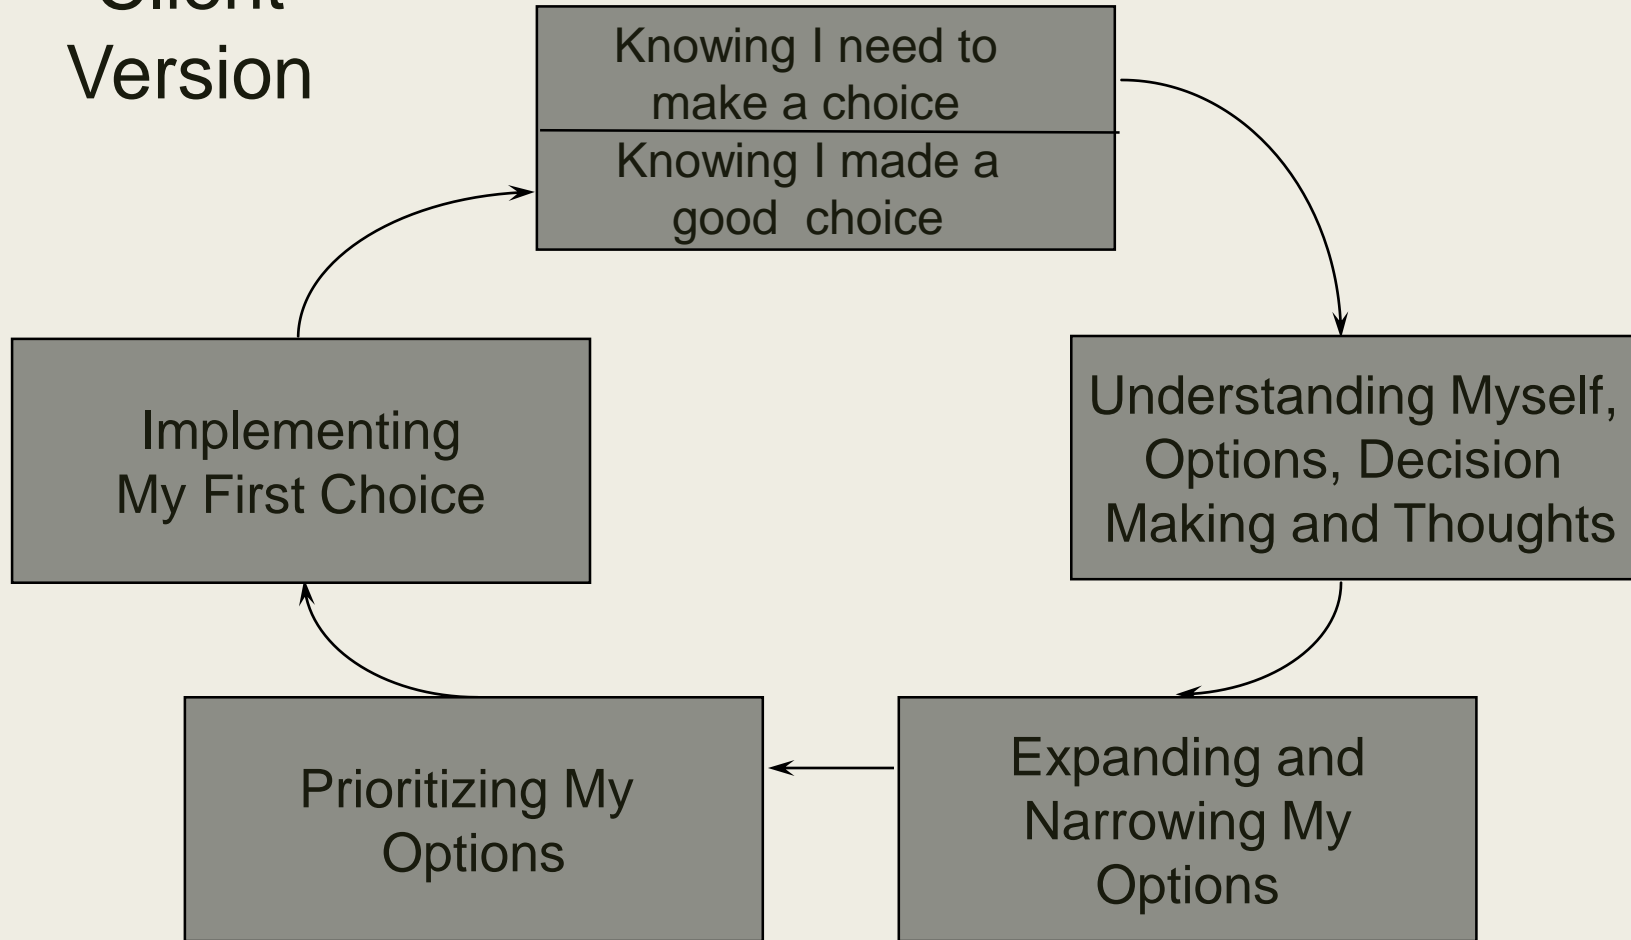 Client
Version
Knowing I need to
make a choice
Knowing I made a
good choice
Understanding Myself,
Options, Decision
Making and Thoughts
Expanding and
Narrowing My
Options
Prioritizing My
Options
Implementing
My First Choice